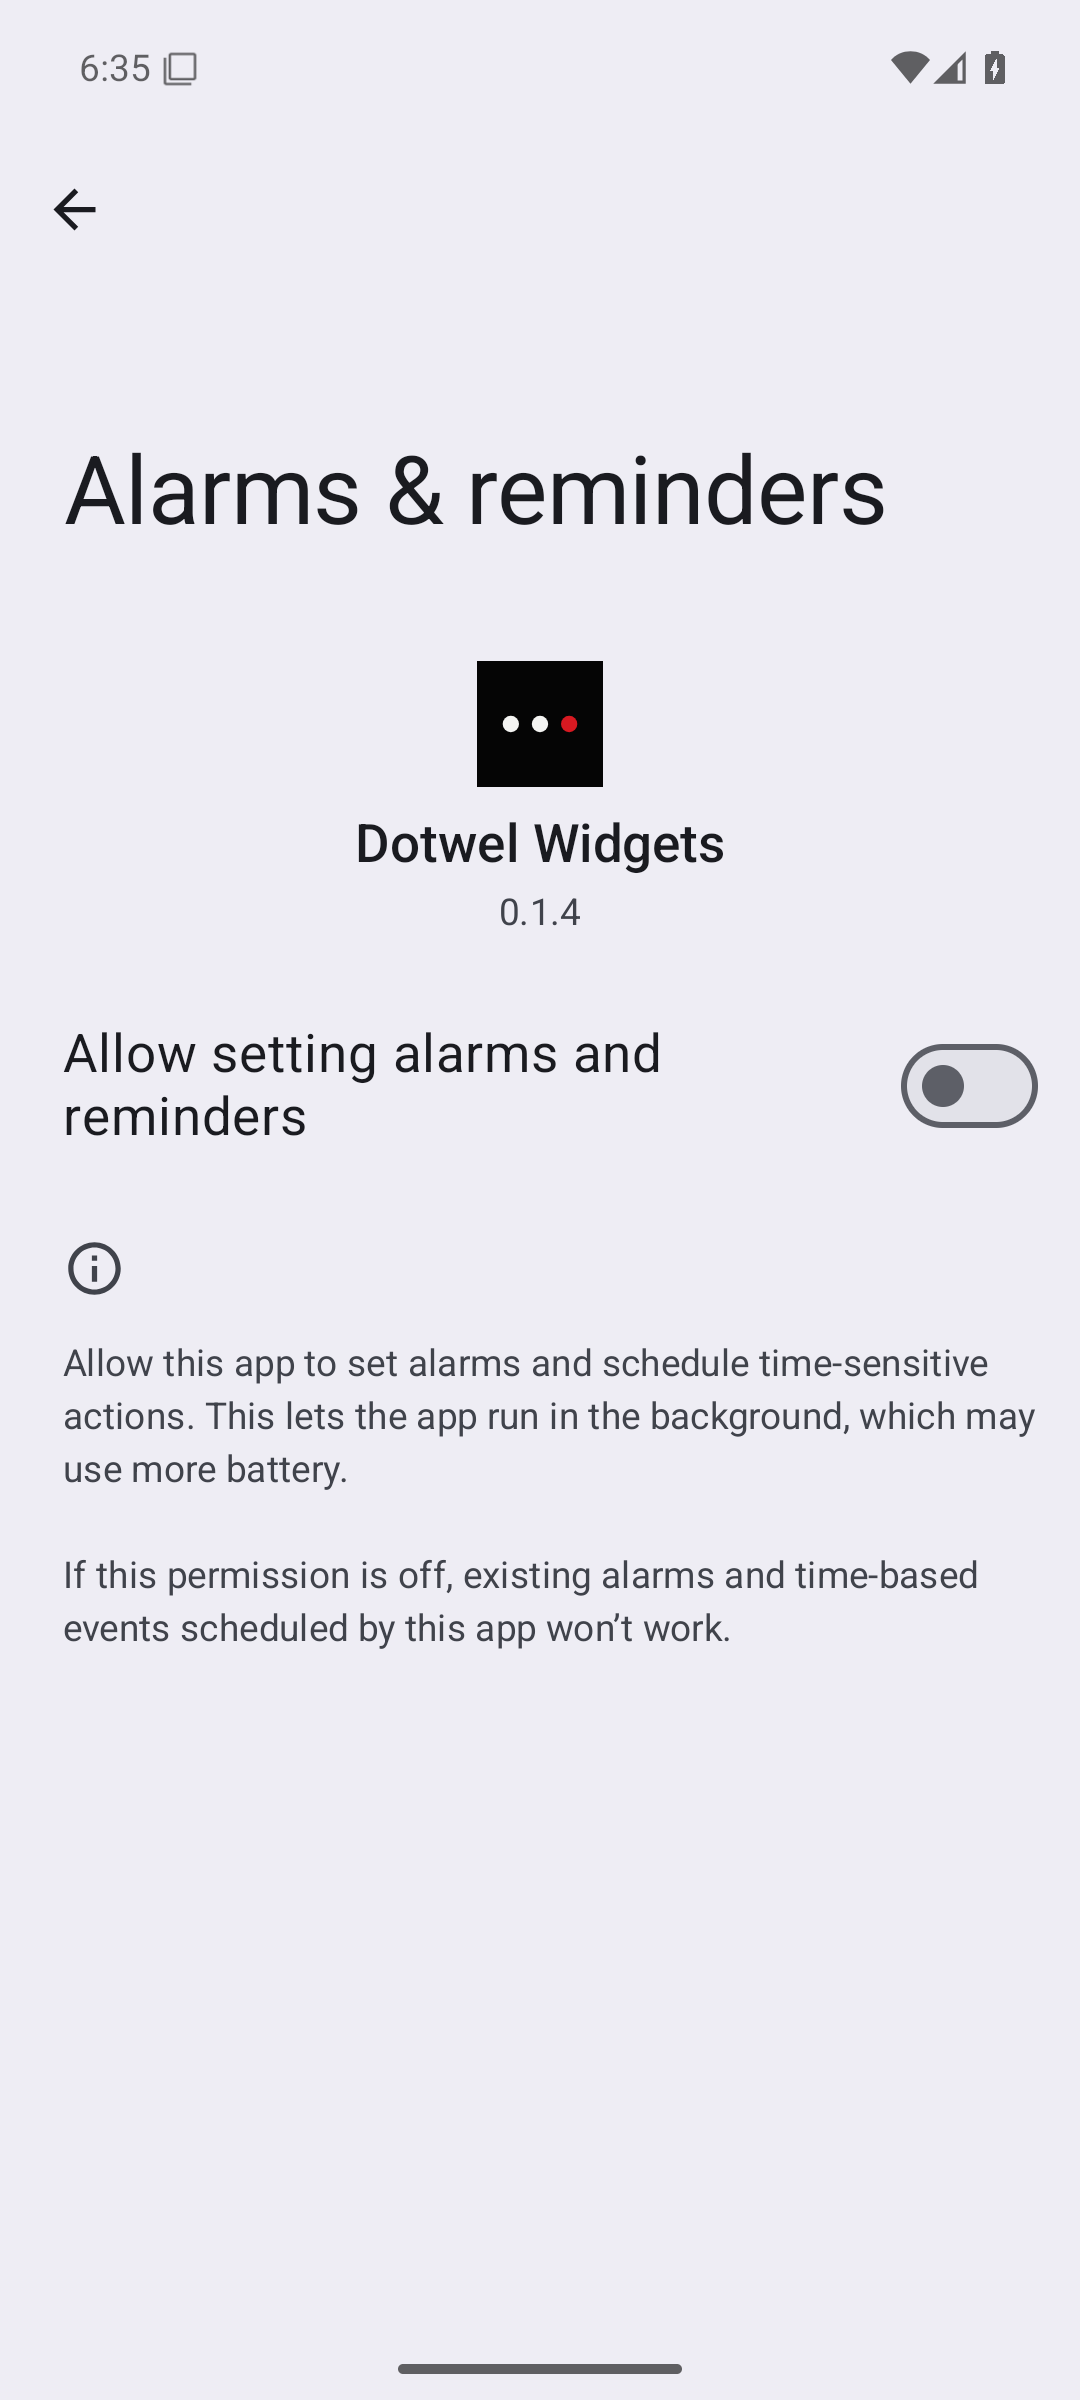 6:35
Alarms & reminders
Dotwel Widgets
0.1.4
Allow setting alarms and
reminders
Allow this app to set alarms and schedule time-sensitive
actions. This lets the app run in the background, which may
use more battery.
If this permission is off, existing alarms and time-based
events scheduled by this app won’t work.